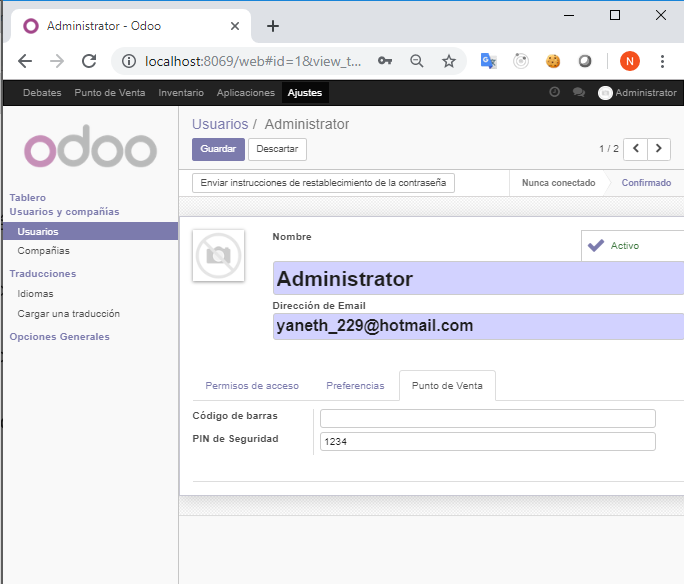 Administrator - Odoo
localhost:8069/web#id=1&view_t...
N
Debates Punto de Venta Inventario Aplicaciones Ajustes Administrator
odoo
Usuarios / Administrator
Guardar Descartar 1 / 2
Enviar instrucciones de restablecimiento de la contraseña Nunca conectado Confirmado
Tablero
Usuarios y compañías
Usuarios
Compañias
Traducciones
Idiomas
Cargar una traducción
Opciones Generales
Nombre
Activo
Administrator
Dirección de Email
yaneth_229@hotmail.com
Permisos de acceso Preferencias Punto de Venta
Código de barras
PIN de Seguridad 1234